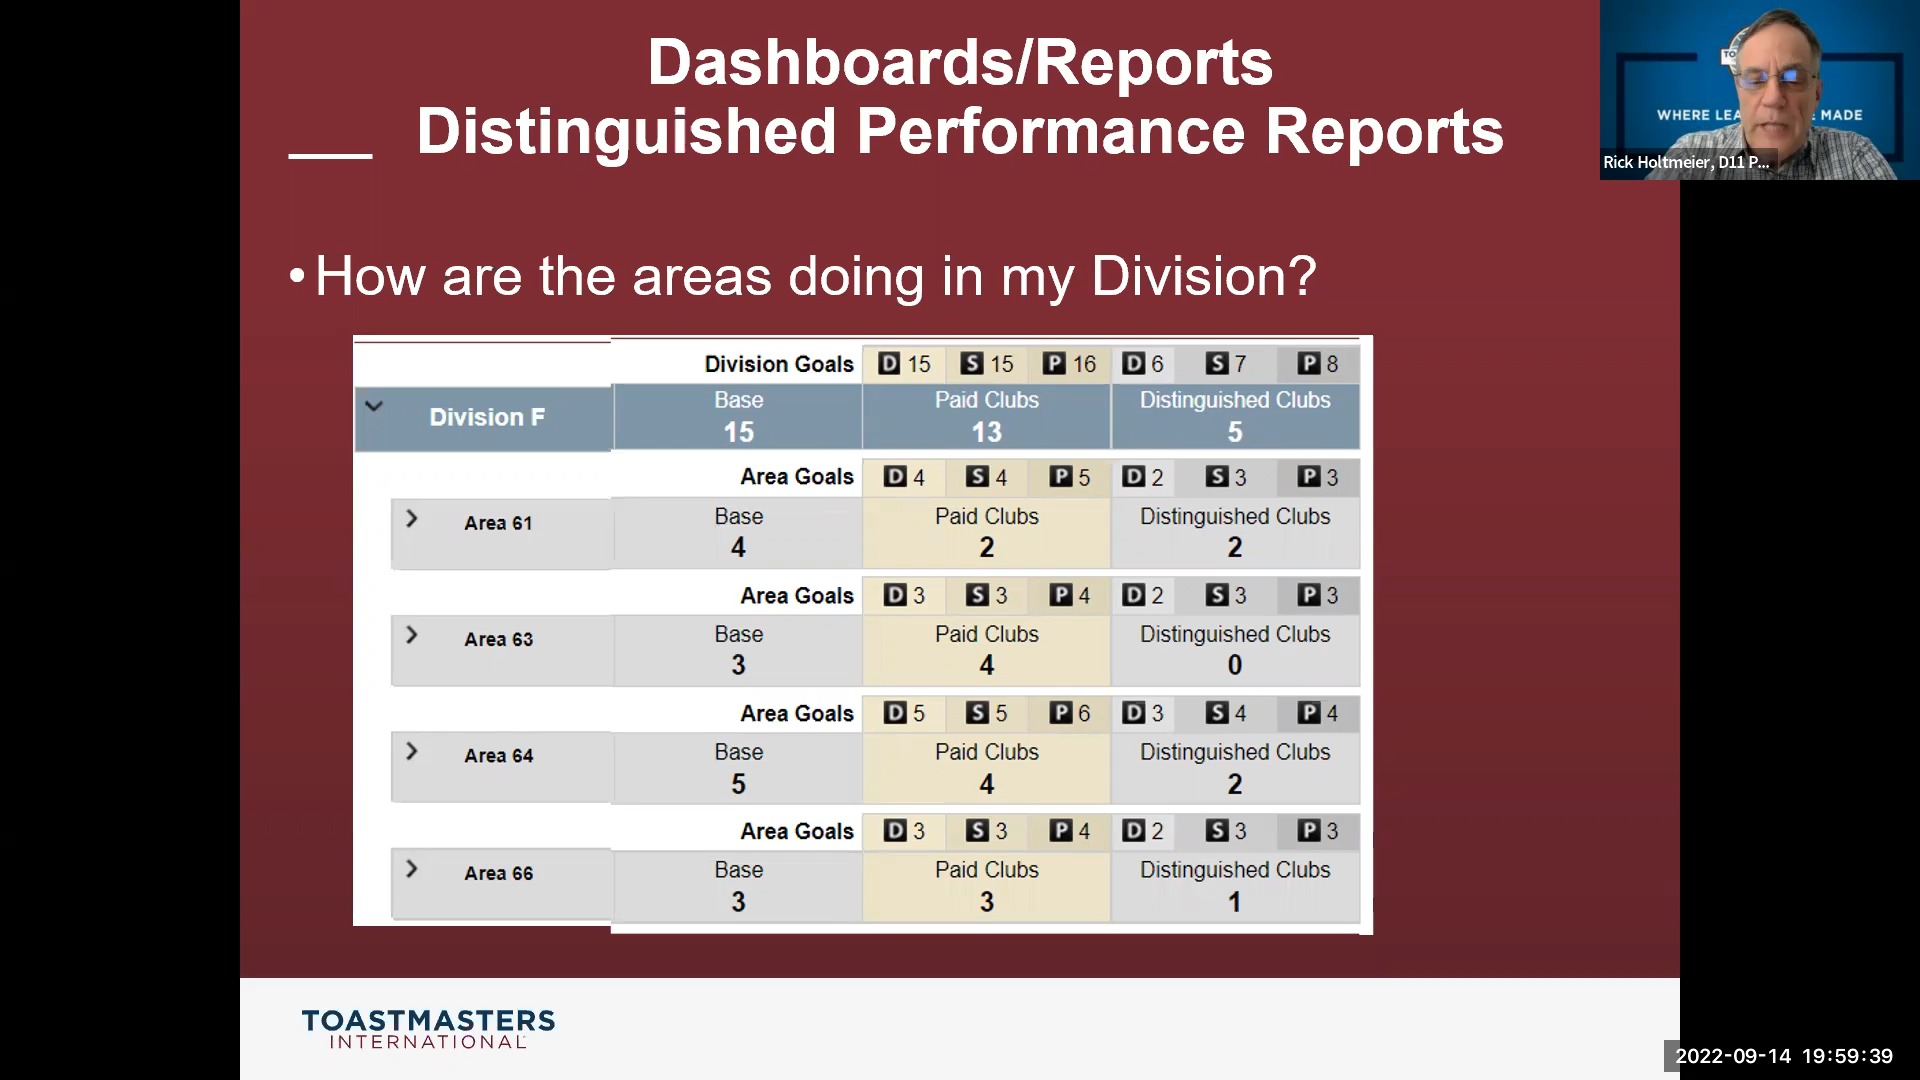 Dashboards/Reports
Distinguished Performance Reports
WHERE LEA E MADE
Rick Holtmeier, D11 P...
• How are the areas doing in my Division?
Division Goals D 15 S 15 P 16 D 6 S 7 P 8
Division F
Base Paid Clubs Distinguished Clubs
15 13 5
Area Goals D 4 S 4 P 5 D 2 S 3 P 3
Area 61
Base Paid Clubs Distinguished Clubs
4 2 2
Area Goals D 3 S 3 P 4 D 2 S 3 P 3
Area 63
Base Paid Clubs Distinguished Clubs
3 4 0
Area Goals D 5 S 5 P 6 D 3 S 4 P 4
Area 64
Base Paid Clubs Distinguished Clubs
5 4 2
Area Goals D 3 S 3 P 4 D 2 S 3 P 3
Area 66
Base Paid Clubs Distinguished Clubs
3 3 1
TOASTMASTERS
INTERNATIONAL
2022-09-14 19:59:39